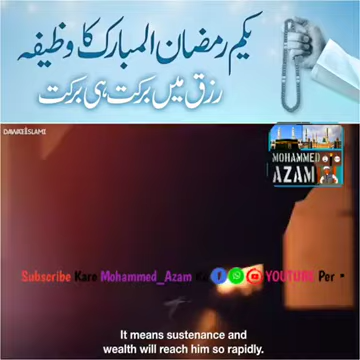 یکم رمضان المبارک کا وظیفہ
رزق میں برکت ہی برکت
DAWATEISLAMI
MOHAMMED
AZAM
Subscribe Kare Mohammed_Azam Ku YOUTUBE Per
It means sustenance and
wealth will reach him so rapidly.